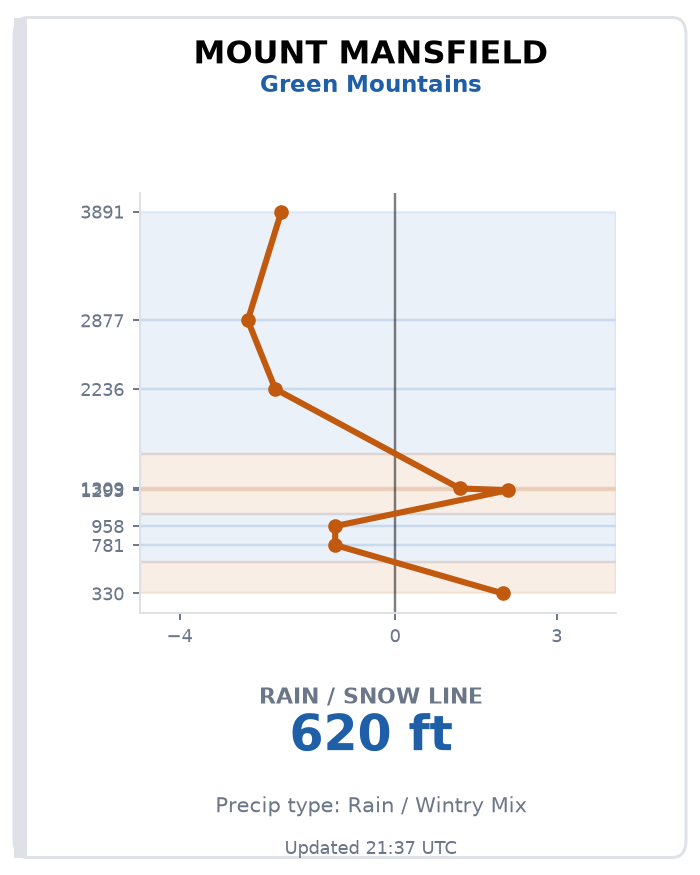 MOUNT MANSFIELD
Green Mountains
3891
2877
2236
958
781
330
−4 0 3
RAIN / SNOW LINE
620 ft
Precip type: Rain / Wintry Mix
Updated 21:37 UTC